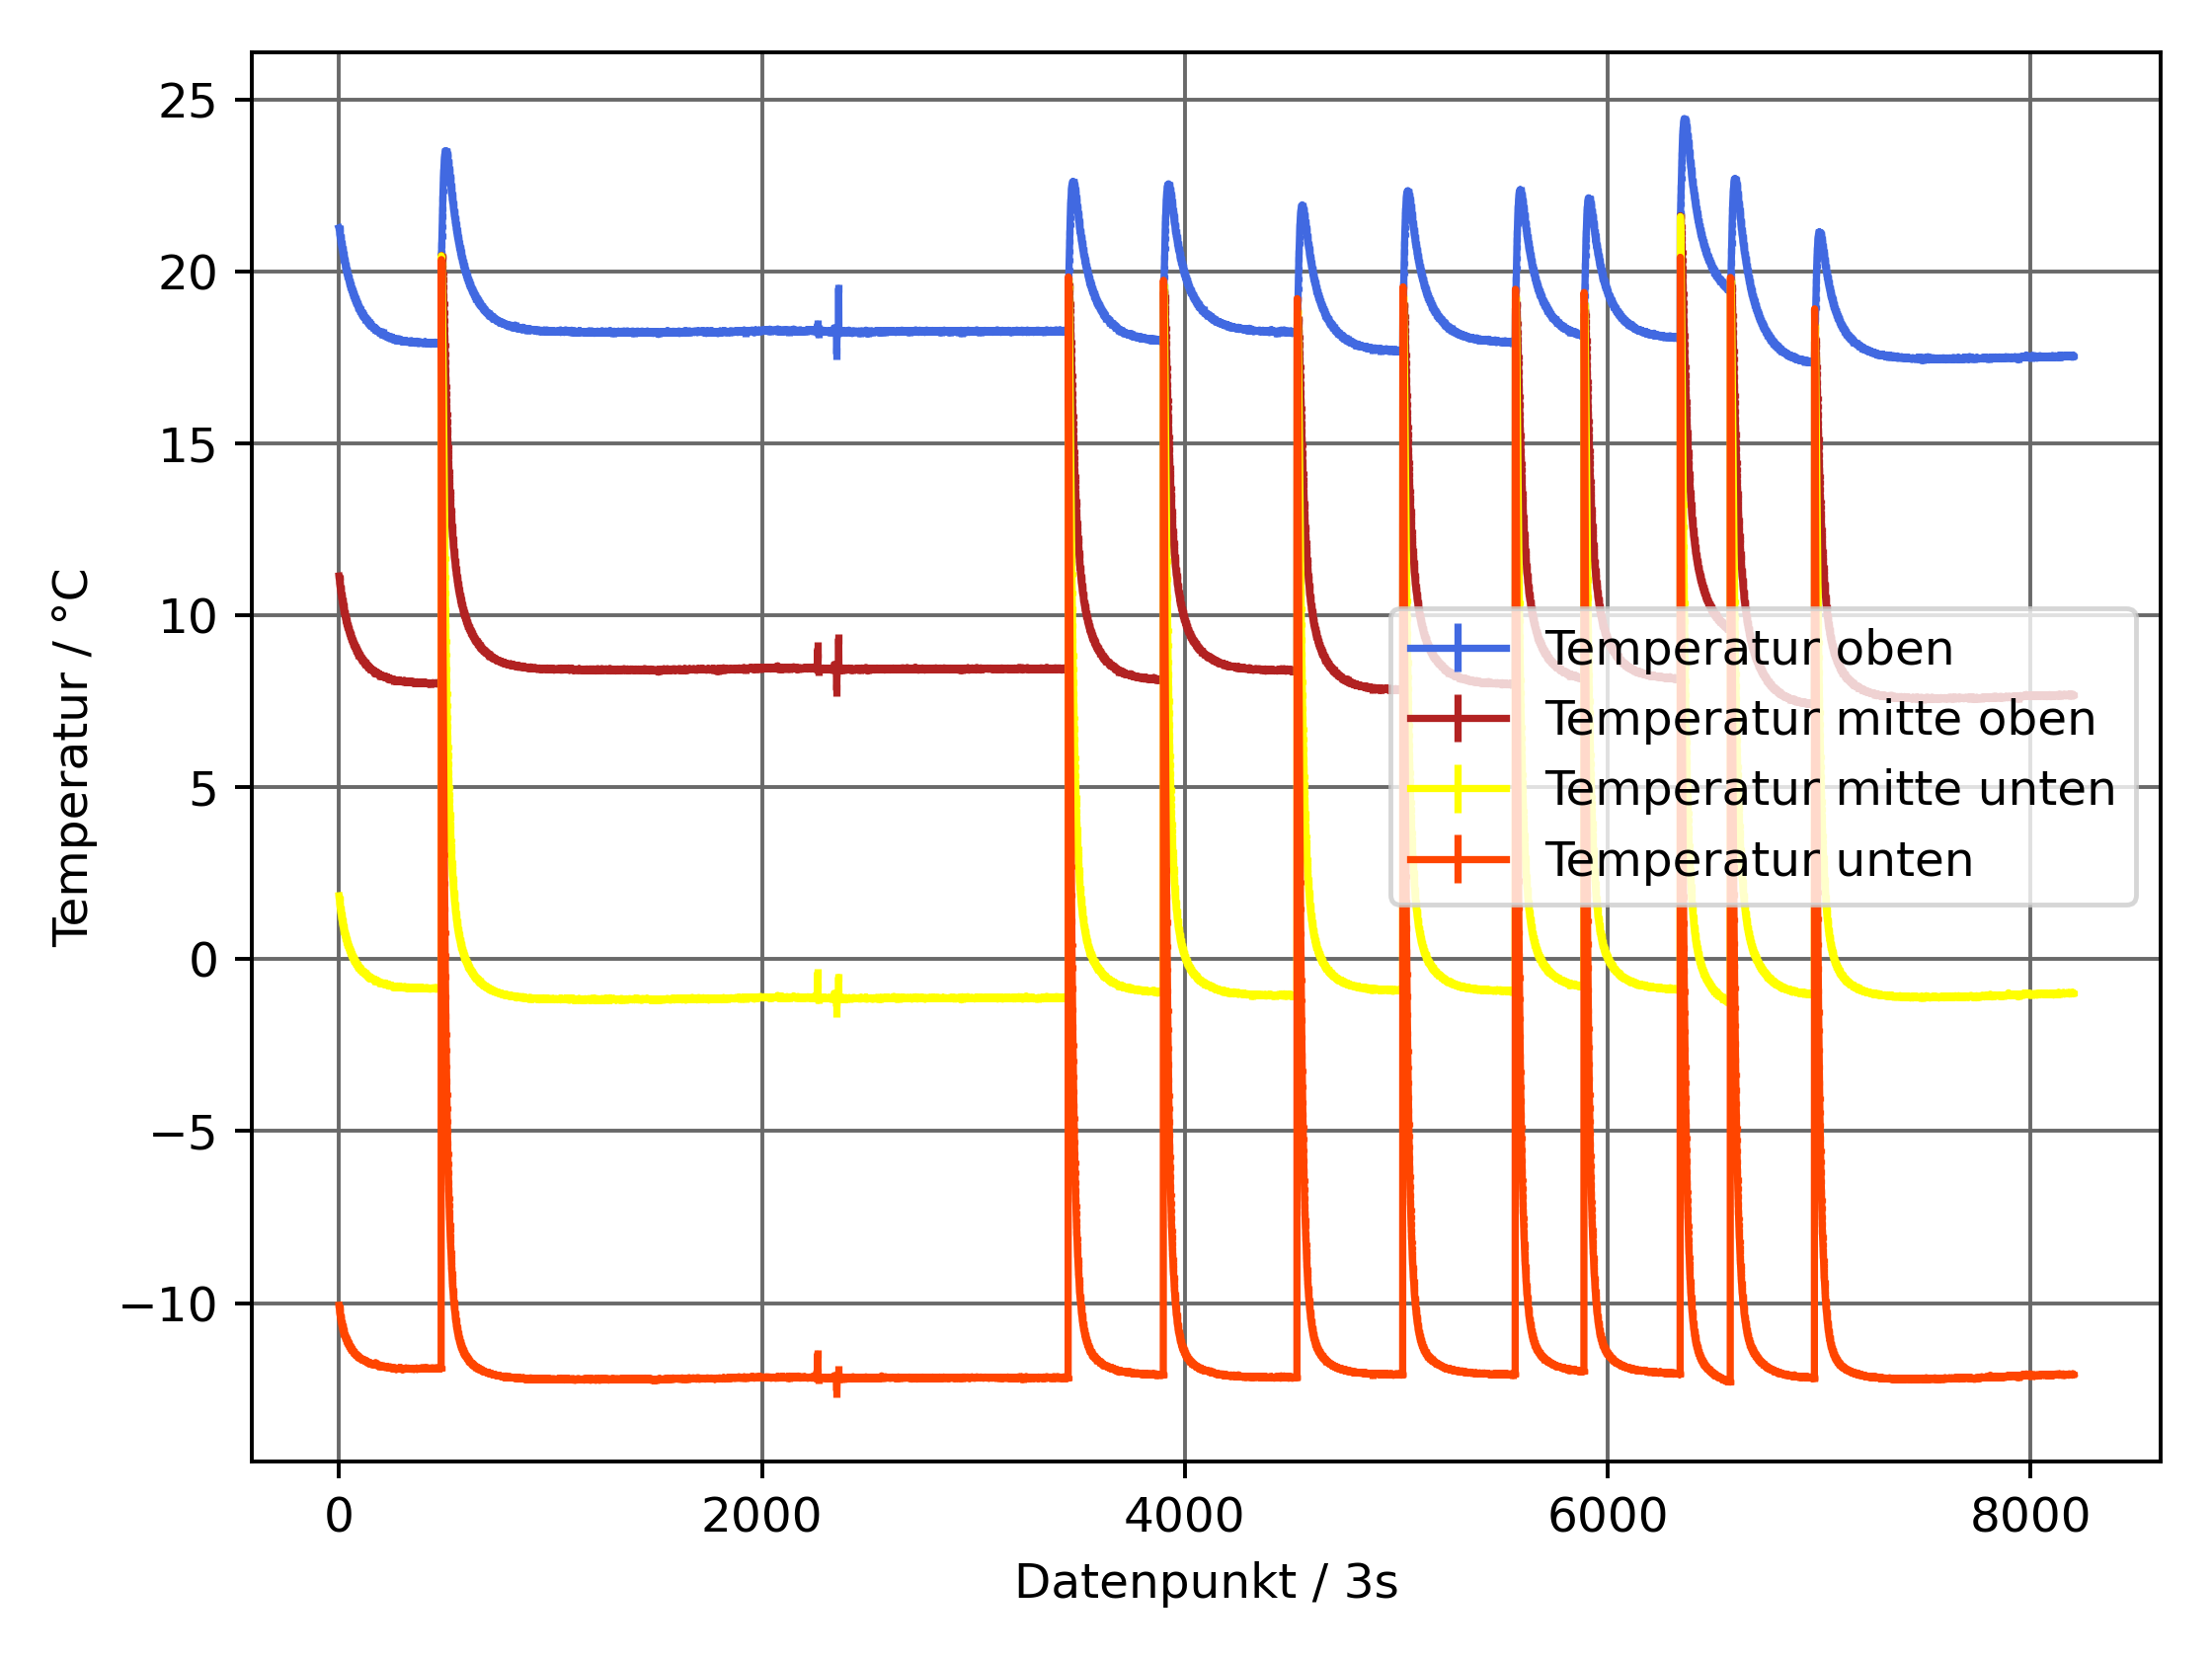 25
20
15
10
5
0
−5
−10
Temperatur / °C
Temperatur oben
Temperatur mitte oben
Temperatur mitte unten
Temperatur unten
0 2000 4000 6000 8000
Datenpunkt / 3s